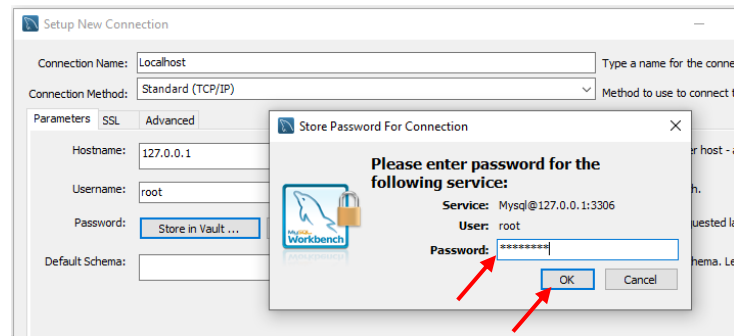 Setup New Connection
Connection Name: Localhost Type a name for the conne
Connection Method: Standard (TCP/IP) Method to use to connect t
Parameters SSL Advanced
Store Password For Connection
Hostname: 127.0.0.1 er host - a
Please enter password for the
following service:
Username: root h.
Service: Mysql@127.0.0.1:3306
Password: Store in Vault ... uested la
User: root
MySQL
Workbench
Password: ********
Default Schema: hema. Le
OK Cancel